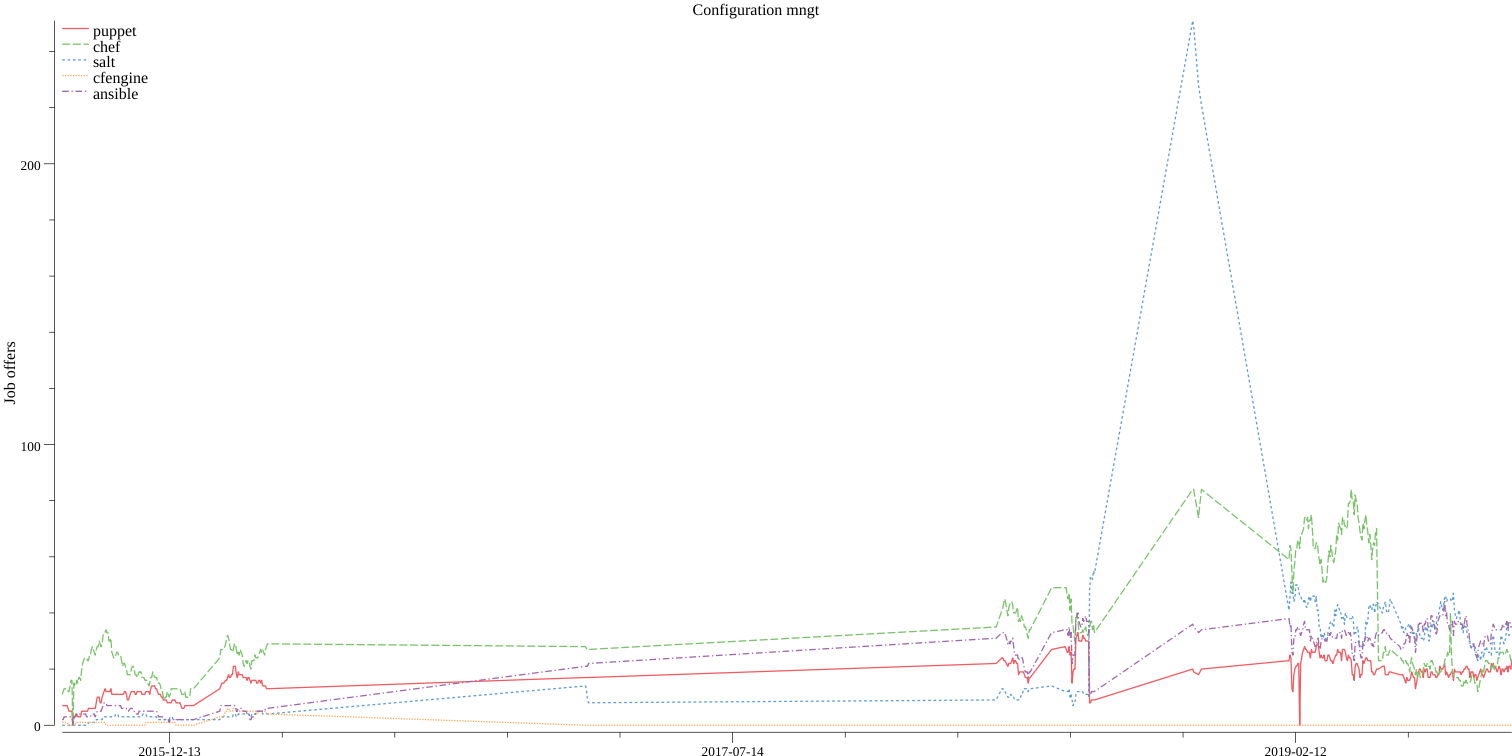 Configuration mngt
puppet
chef
salt
cfengine
ansible
Job offers
200
100
0
2015-12-13
2017-07-14
2019-02-12